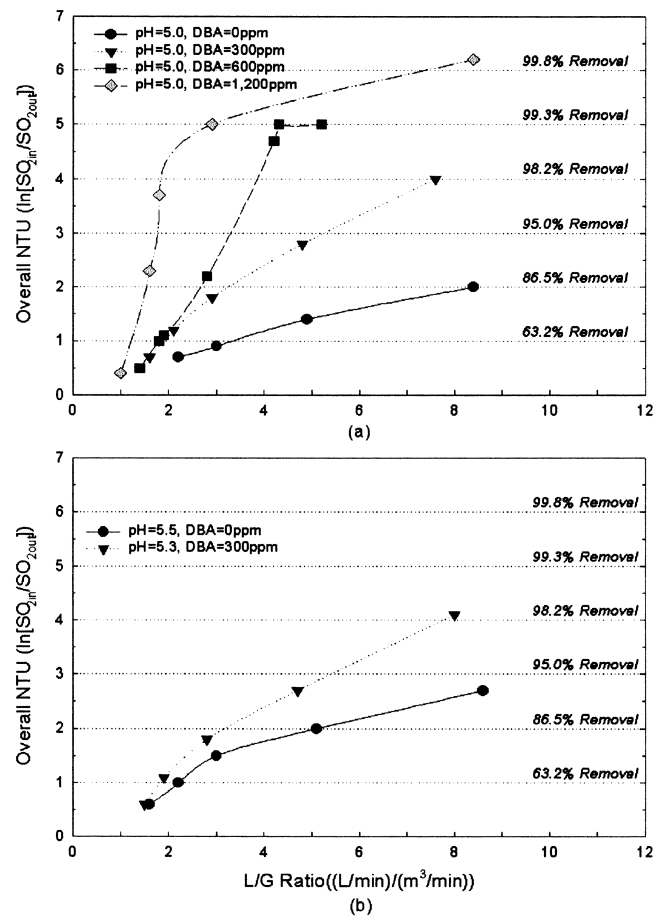 7
6
5
4
3
2
1
0
Overall NTU (ln[SO2in/SO2out])
pH=5.0, DBA=0ppm
pH=5.0, DBA=300ppm
pH=5.0, DBA=600ppm
pH=5.0, DBA=1,200ppm
99.8% Removal
99.3% Removal
98.2% Removal
95.0% Removal
86.5% Removal
63.2% Removal
0 2 4 6 8 10 12
(a)
7
6
5
4
3
2
1
0
Overall NTU (ln[SO2in/SO2out])
pH=5.5, DBA=0ppm
pH=5.3, DBA=300ppm
99.8% Removal
99.3% Removal
98.2% Removal
95.0% Removal
86.5% Removal
63.2% Removal
0 2 4 6 8 10 12
L/G Ratio((L/min)/(m³/min))
(b)